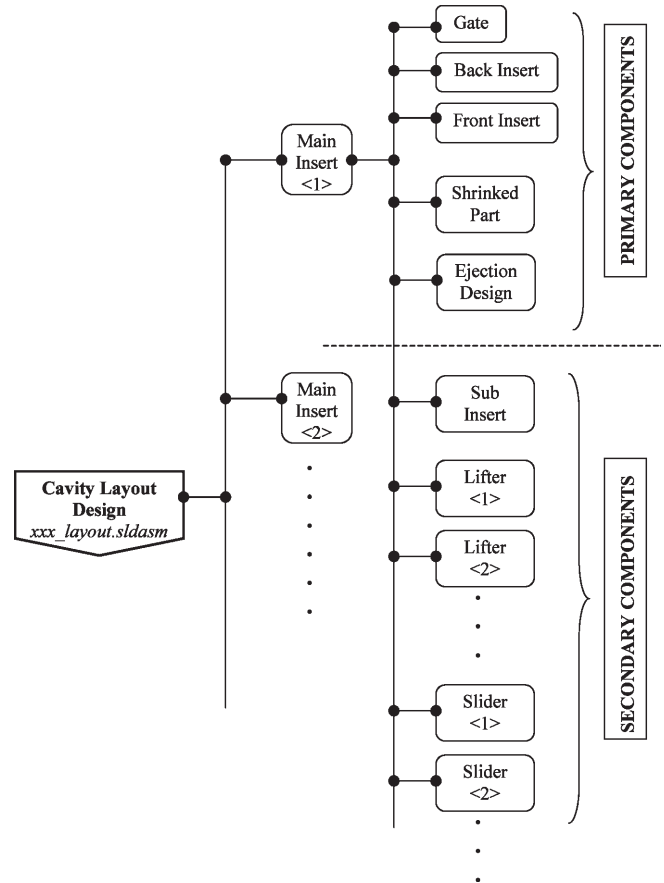 Gate
Back Insert
Front Insert
Main
Insert
<1>
Shrinked
Part
Ejection
Design
PRIMARY COMPONENTS
Main
Insert
<2>
Sub
Insert
Cavity Layout
Design
xxx_layout.sldasm
Lifter
<1>
Lifter
<2>
Slider
<1>
Slider
<2>
SECONDARY COMPONENTS